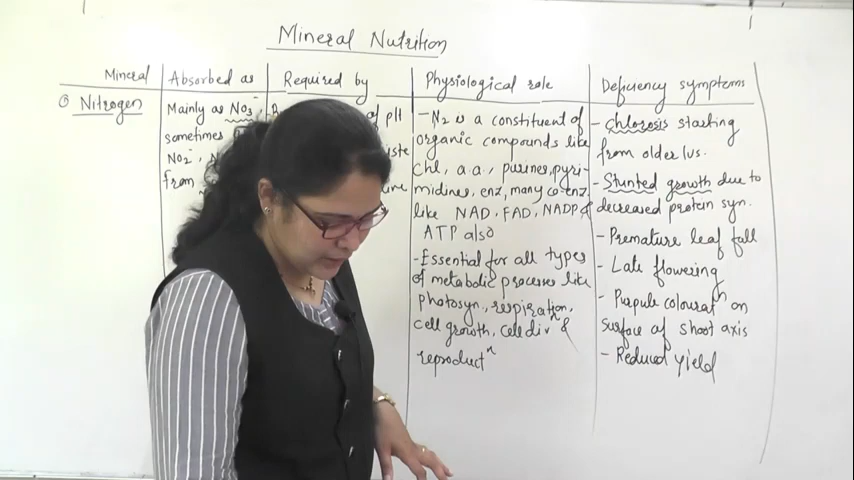 Mineral Nutrition
Mineral
Absorbed as
Required by
Physiological role
Deficiency symptoms
① Nitrogen
Mainly as NO3-,
sometimes
NO2-,
from
of plt
- N2 is a constituent of
organic compounds like
Chl, a.a., purines, pyri-
midines, enz, many co-enz.
like NAD, FAD, NADP &
ATP also
- Essential for all types
of metabolic processes like
photosyn., respiration,
cell growth, cell divn &
reproductn
- Chlorosis starting
from older lvs.
- Stunted growth due to
decreased protein syn.
- Premature leaf fall
- Late flowering
- Purpule colouratn on
surface of shoot axis
- Reduced yield